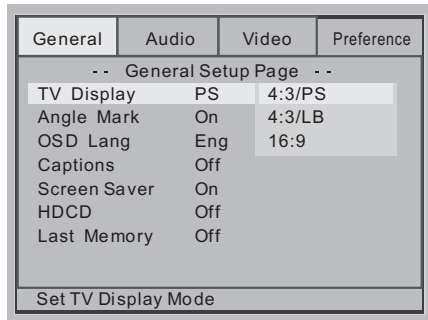 General Audio Video Preference
-- General Setup Page --
TV Display PS 4:3/PS
Angle Mark On 4:3/LB
OSD Lang Eng 16:9
Captions Off
Screen Saver On
HDCD Off
Last Memory Off
Set TV Display Mode